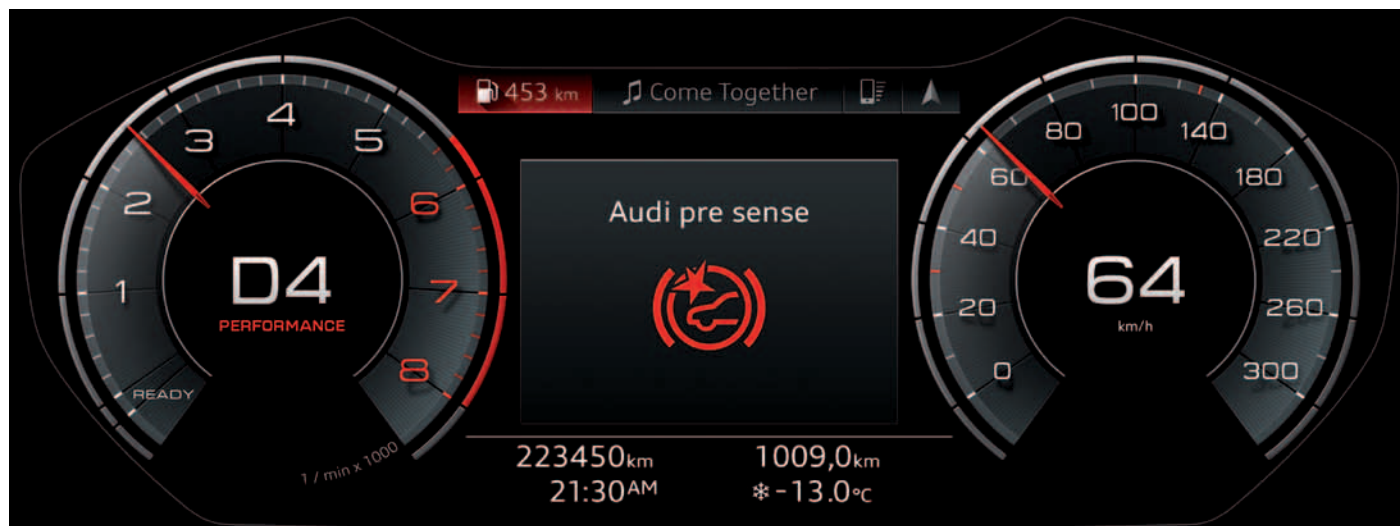 453 km
Come Together
Audi pre sense
1
2
3
4
5
6
7
8
READY
1 / min x 1000
D4
PERFORMANCE
0
20
40
60
80
100
140
180
220
260
300
64
km/h
223450km
1009,0km
21:30AM
-13.0°C